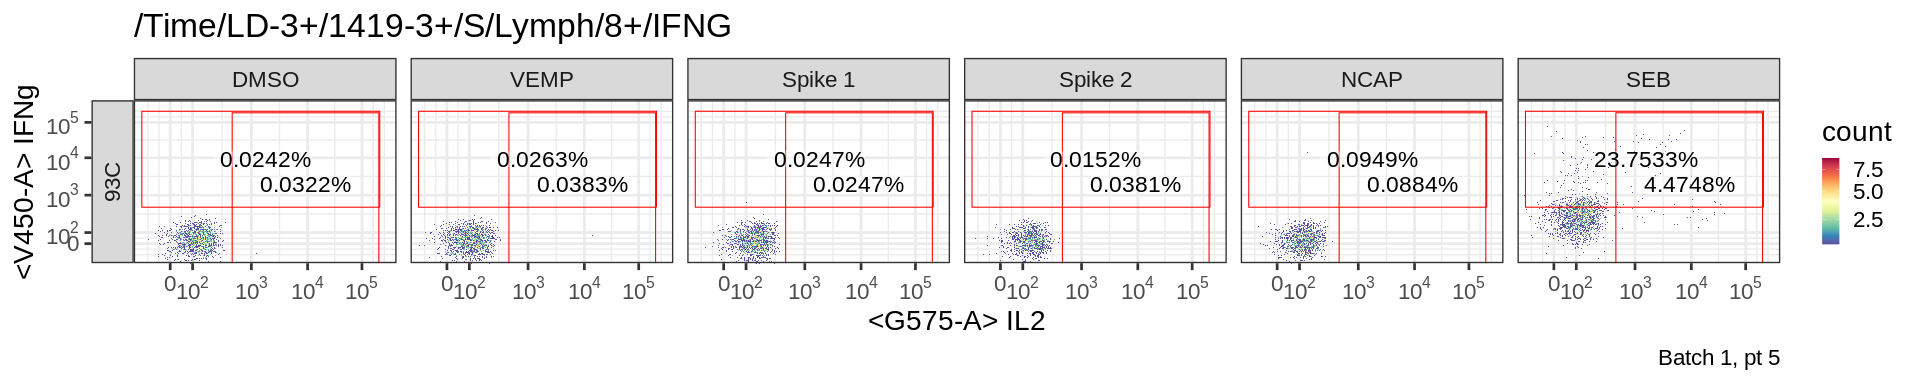 /Time/LD-3+/1419-3+/S/Lymph/8+/IFNG
DMSO VEMP Spike 1 Spike 2 NCAP SEB
<V450-A> IFNg
93C
10^5
10^4
10^3
10^2
0
0.0242% 0.0263% 0.0247% 0.0152% 0.0949% 23.7533%
0.0322% 0.0383% 0.0247% 0.0381% 0.0884% 4.4748%
count
7.5
5.0
2.5
0 10^2 10^3 10^4 10^5 0 10^2 10^3 10^4 10^5 0 10^2 10^3 10^4 10^5 0 10^2 10^3 10^4 10^5 0 10^2 10^3 10^4 10^5 0 10^2 10^3 10^4 10^5
<G575-A> IL2
Batch 1, pt 5